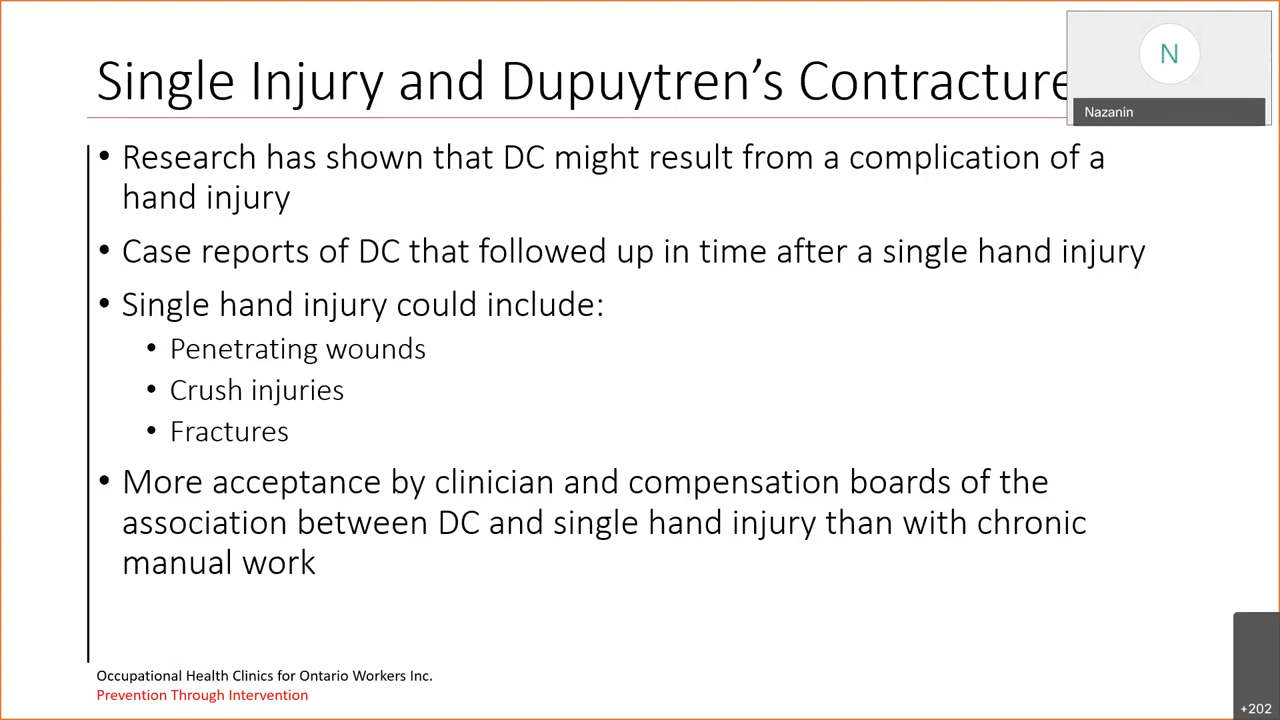 Single Injury and Dupuytren's Contracture
N
Nazanin
• Research has shown that DC might result from a complication of a
hand injury
• Case reports of DC that followed up in time after a single hand injury
• Single hand injury could include:
• Penetrating wounds
• Crush injuries
• Fractures
• More acceptance by clinician and compensation boards of the
association between DC and single hand injury than with chronic
manual work
Occupational Health Clinics for Ontario Workers Inc.
Prevention Through Intervention
+202